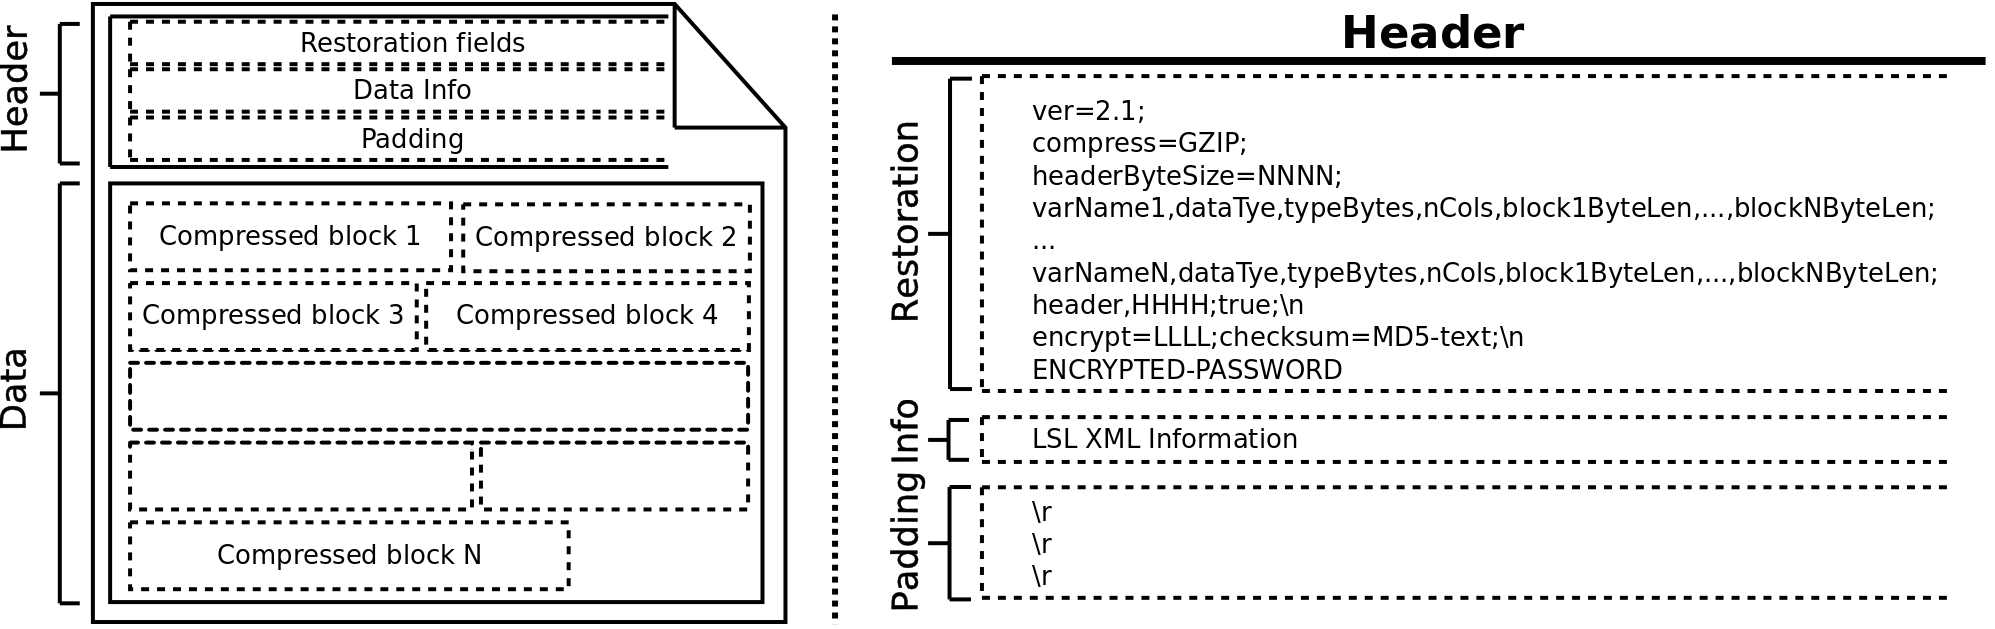 Header
Restoration fields
Data Info
Padding
Data
Compressed block 1
Compressed block 2
Compressed block 3
Compressed block 4
Compressed block N
Header
Restoration
ver=2.1;
compress=GZIP;
headerByteSize=NNNN;
varName1,dataTye,typeBytes,nCols,block1ByteLen,...,blockNByteLen;
...
varNameN,dataTye,typeBytes,nCols,block1ByteLen,...,blockNByteLen;
header,HHHH;true;\n
encrypt=LLLL;checksum=MD5-text;\n
ENCRYPTED-PASSWORD
Info
LSL XML Information
Padding
\r
\r
\r